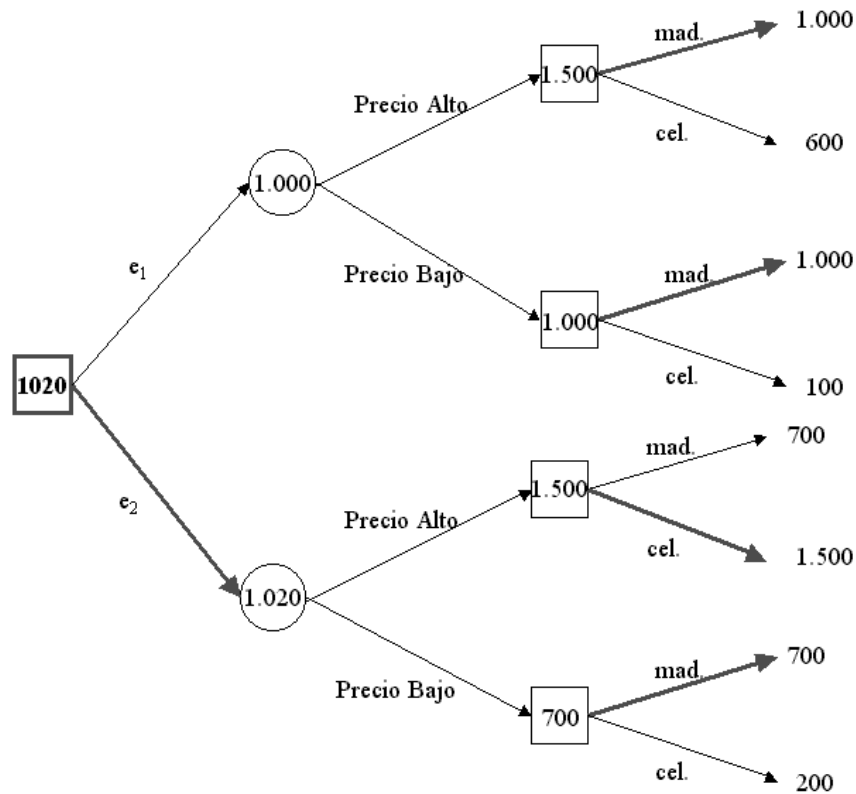 mad.
1.000
1.500
Precio Alto
cel.
600
1.000
e1
Precio Bajo
mad.
1.000
1.000
cel.
100
1020
mad.
700
1.500
e2
Precio Alto
cel.
1.500
1.020
mad.
700
Precio Bajo
700
cel.
200